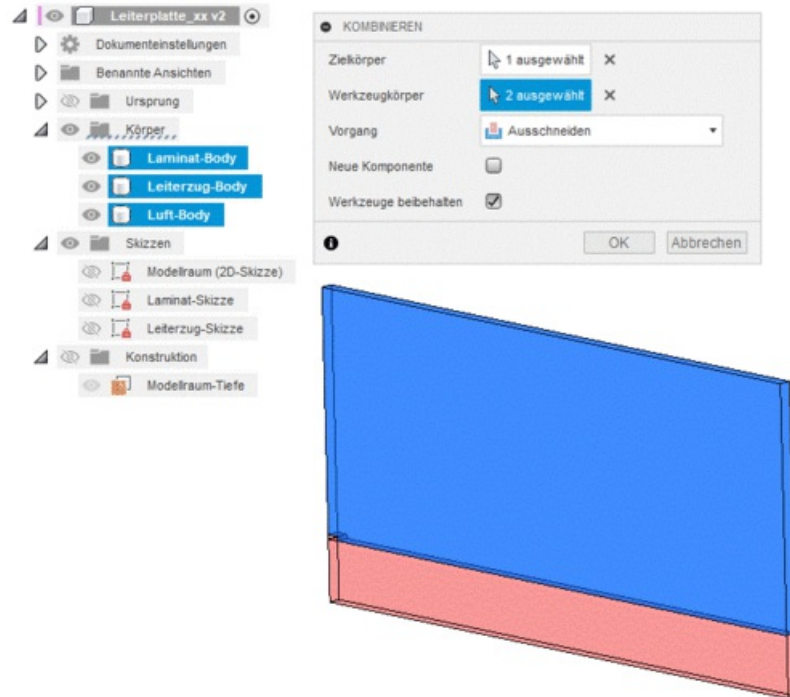 Leiterplatte_xx v2
Dokumenteinstellungen
Benannte Ansichten
Ursprung
Körper
Laminat-Body
Leiterzug-Body
Luft-Body
Skizzen
Modellraum (2D-Skizze)
Laminat-Skizze
Leiterzug-Skizze
Konstruktion
Modellraum-Tiefe
KOMBINIEREN
Zielkörper 1 ausgewählt
Werkzeugkörper 2 ausgewählt
Vorgang Ausschneiden
Neue Komponente
Werkzeuge beibehalten
OK Abbrechen